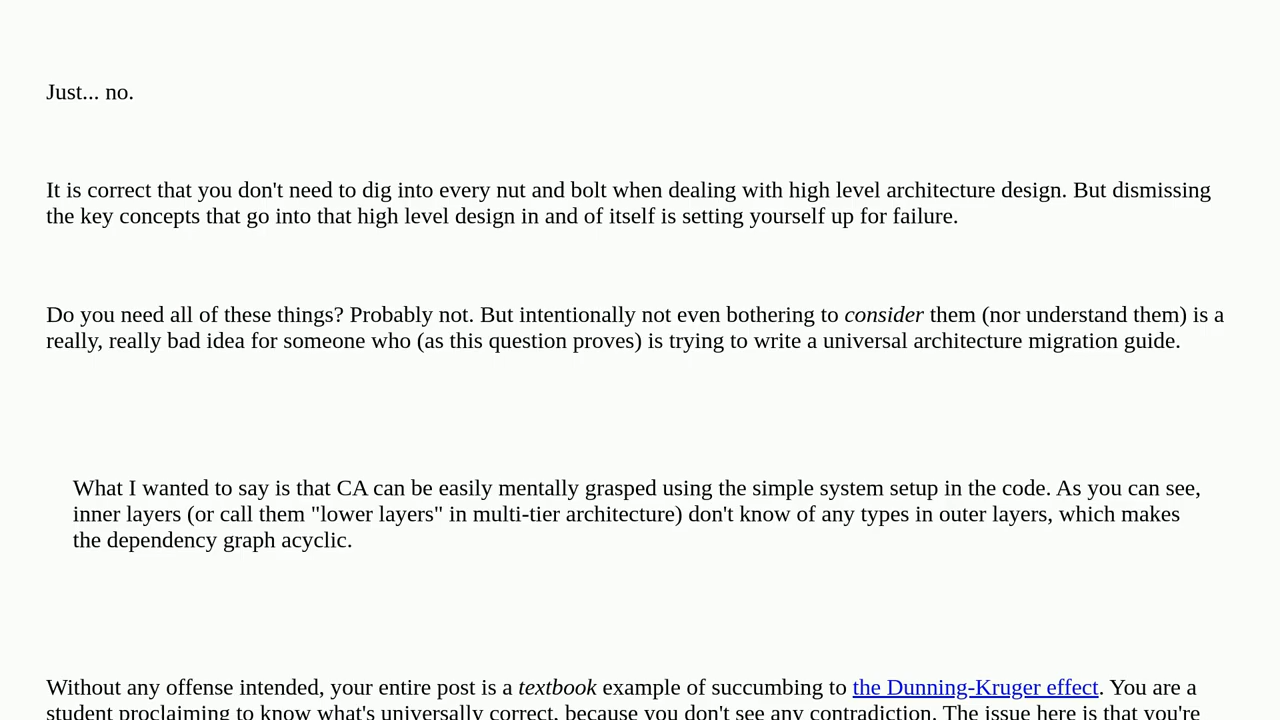 Just... no.
It is correct that you don't need to dig into every nut and bolt when dealing with high level architecture design. But dismissing
the key concepts that go into that high level design in and of itself is setting yourself up for failure.
Do you need all of these things? Probably not. But intentionally not even bothering to consider them (nor understand them) is a
really, really bad idea for someone who (as this question proves) is trying to write a universal architecture migration guide.
What I wanted to say is that CA can be easily mentally grasped using the simple system setup in the code. As you can see,
inner layers (or call them "lower layers" in multi-tier architecture) don't know of any types in outer layers, which makes
the dependency graph acyclic.
Without any offense intended, your entire post is a textbook example of succumbing to the Dunning-Kruger effect. You are a
student proclaiming to know what's universally correct, because you don't see any contradiction. The issue here is that you're